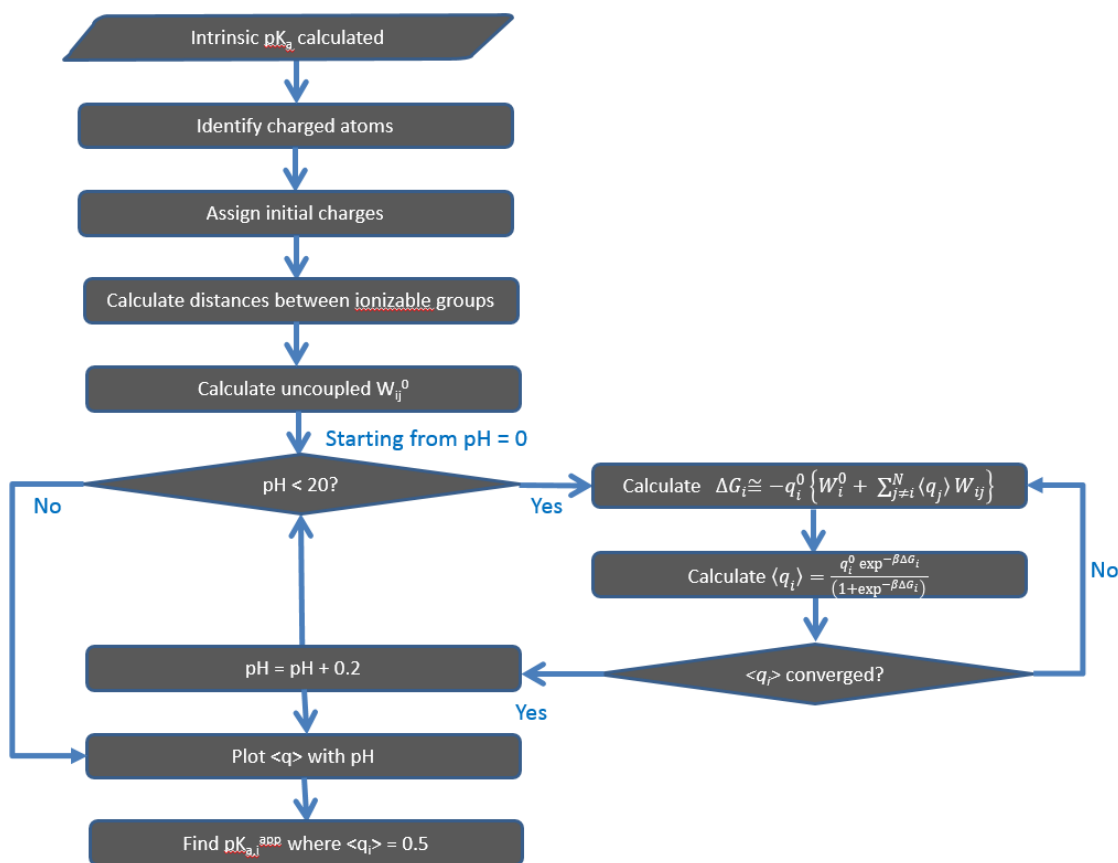 Intrinsic pKₐ calculated
Identify charged atoms
Assign initial charges
Calculate distances between ionizable groups
Calculate uncoupled Wᵢⱼ⁰
Starting from pH = 0
pH < 20?
No
Yes
Calculate ΔGᵢ≅ −qᵢ⁰ {Wᵢ⁰ + ∑ⱼ≠ᵢᴺ ⟨qⱼ⟩ Wᵢⱼ}
Calculate ⟨qᵢ⟩ = qᵢ⁰ exp^(−βΔGᵢ) / (1+exp^(−βΔGᵢ))
No
<qᵢ> converged?
Yes
pH = pH + 0.2
Plot <q> with pH
Find pKₐ,ᵢᵃᵖᵖ where <qᵢ> = 0.5